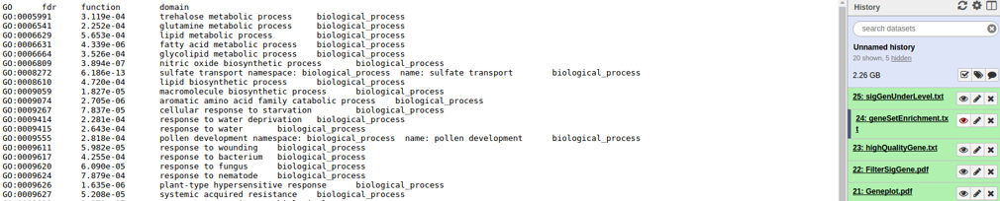 GO fdr function domain
GO:0005991 3.119e-04 trehalose metabolic process biological_process
GO:0006541 2.252e-04 glutamine metabolic process biological_process
GO:0006629 5.653e-04 lipid metabolic process biological_process
GO:0006631 4.339e-06 fatty acid metabolic process biological_process
GO:0006664 3.526e-04 glycolipid metabolic process biological_process
GO:0006809 3.894e-07 nitric oxide biosynthetic process biological_process
GO:0008272 6.186e-13 sulfate transport namespace: biological_process name: sulfate transport biological_process
GO:0008610 4.720e-04 lipid biosynthetic process biological_process
GO:0009059 1.827e-05 macromolecule biosynthetic process biological_process
GO:0009074 2.705e-06 aromatic amino acid family catabolic process biological_process
GO:0009267 7.837e-05 cellular response to starvation biological_process
GO:0009414 2.281e-04 response to water deprivation biological_process
GO:0009415 2.643e-04 response to water biological_process
GO:0009555 2.818e-04 pollen development namespace: biological_process name: pollen development biological_process
GO:0009611 5.982e-05 response to wounding biological_process
GO:0009617 4.255e-04 response to bacterium biological_process
GO:0009620 6.090e-05 response to fungus biological_process
GO:0009624 7.879e-04 response to nematode biological_process
GO:0009626 1.635e-06 plant-type hypersensitive response biological_process
GO:0009627 5.208e-05 systemic acquired resistance biological_process
History
search datasets
Unnamed history
20 shown, 5 hidden
2.26 GB
25: sigGenUnderLevel.txt
24: geneSetEnrichment.tx
t
23: highQualityGene.txt
22: FilterSigGene.pdf
21: Geneplot.pdf